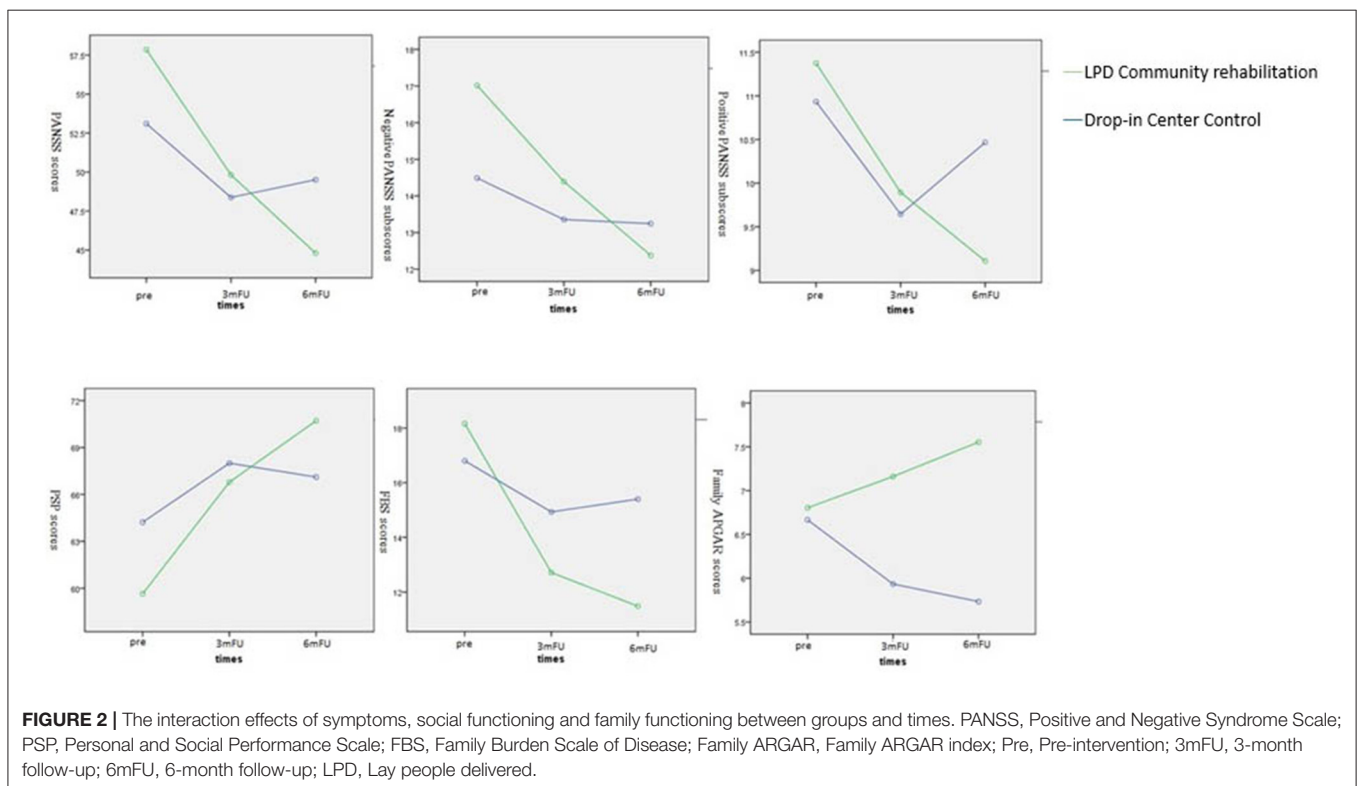 57.5
55
52.5
50
47.5
45
PANSS scores
pre
3mFU
6mFU
times
18
17
16
15
14
13
12
Negative PANSS subscores
pre
3mFU
6mFU
times
11.5
11
10.5
10
9.5
9
Positive PANSS subscores
pre
3mFU
6mFU
times
LPD Community rehabilitation
Drop-in Center Control
72
69
66
63
60
PSP scores
pre
3mFU
6mFU
times
18
16
14
12
FBS scores
pre
3mFU
6mFU
times
8
7.5
7
6.5
6
5.5
Family APGAR scores
pre
3mFU
6mFU
times
FIGURE 2 | The interaction effects of symptoms, social functioning and family functioning between groups and times. PANSS, Positive and Negative Syndrome Scale;
PSP, Personal and Social Performance Scale; FBS, Family Burden Scale of Disease; Family ARGAR, Family ARGAR index; Pre, Pre-intervention; 3mFU, 3-month
follow-up; 6mFU, 6-month follow-up; LPD, Lay people delivered.